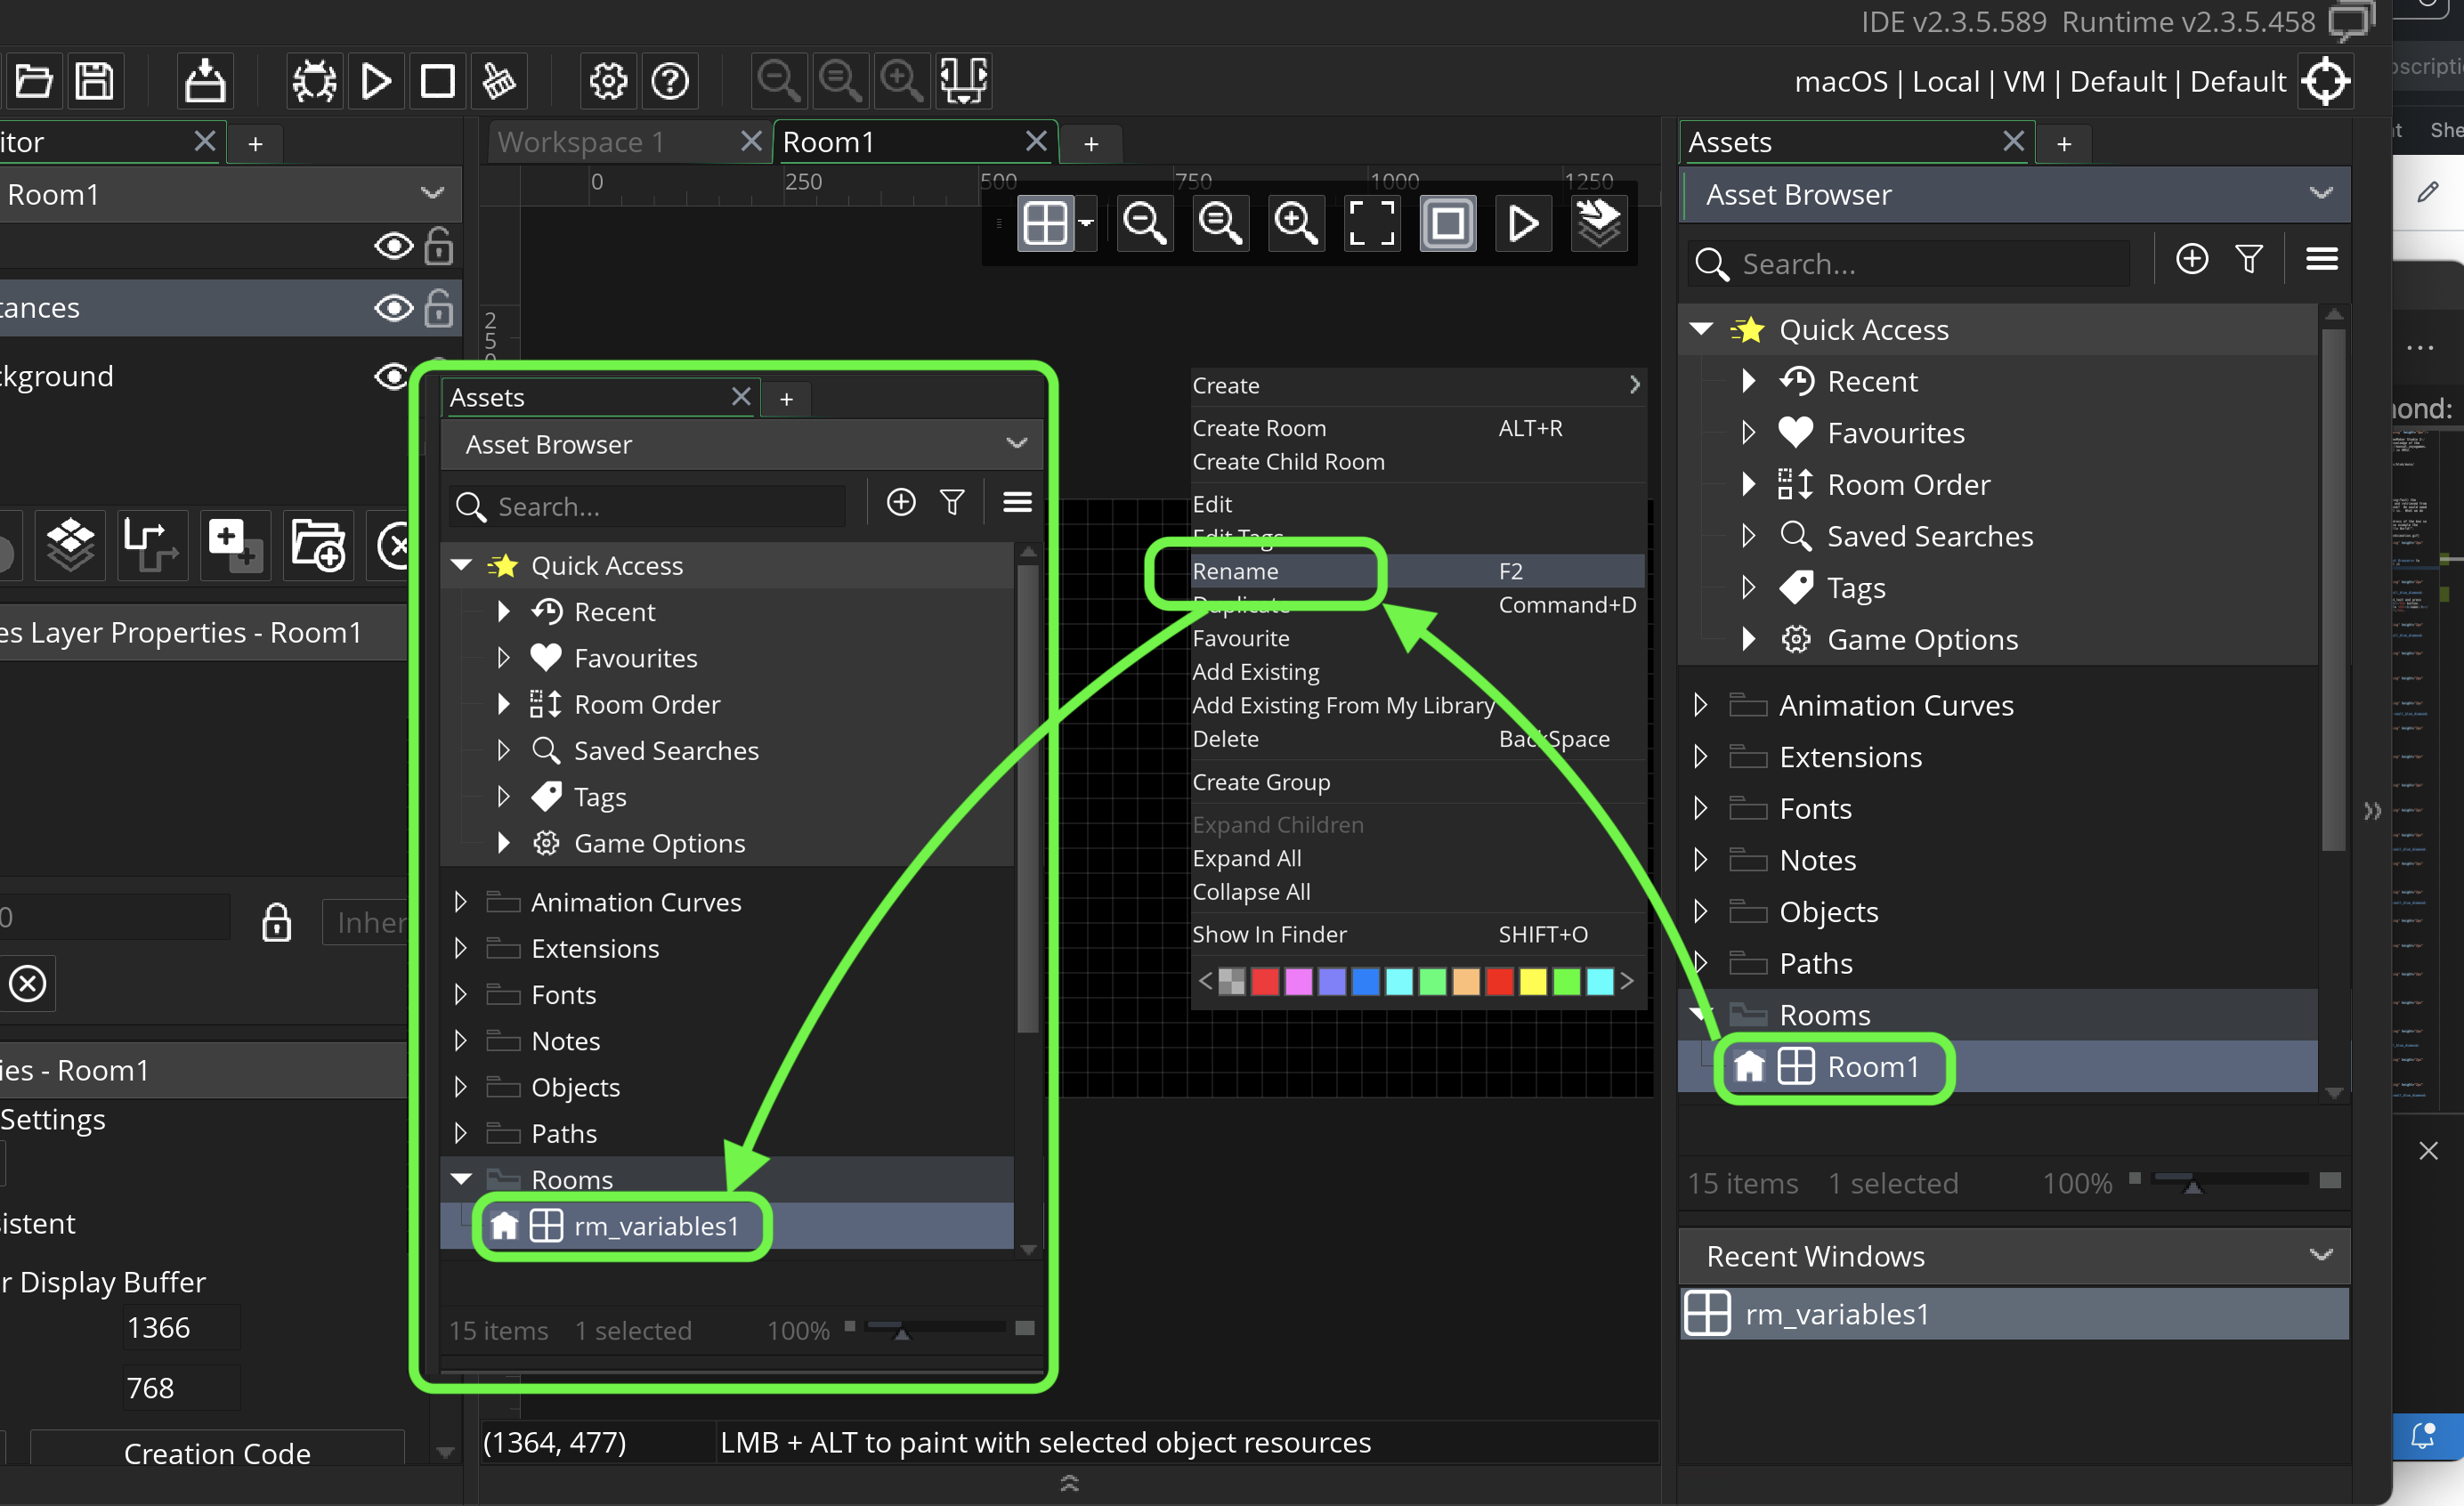 IDE v2.3.5.589 Runtime v2.3.5.458
macOS | Local | VM | Default | Default
itor
+
Workspace 1
Room1
+
Assets
+
Room1
tances
ckground
es Layer Properties - Room1
0
Inher
ies - Room1
Settings
istent
r Display Buffer
1366
768
Creation Code
0
250
500
750
1000
1250
250
Assets
+
Asset Browser
Search...
Quick Access
Recent
Favourites
Room Order
Saved Searches
Tags
Game Options
Animation Curves
Extensions
Fonts
Notes
Objects
Paths
Rooms
rm_variables1
15 items 1 selected 100%
Create
Create Room ALT+R
Create Child Room
Edit
Edit Tags
Rename F2
Duplicate Command+D
Favourite
Add Existing
Add Existing From My Library
Delete BackSpace
Create Group
Expand Children
Expand All
Collapse All
Show In Finder SHIFT+O
(1364, 477) LMB + ALT to paint with selected object resources
Asset Browser
Search...
Quick Access
Recent
Favourites
Room Order
Saved Searches
Tags
Game Options
Animation Curves
Extensions
Fonts
Notes
Objects
Paths
Rooms
Room1
15 items 1 selected 100%
Recent Windows
rm_variables1
bscripti
t She
ond: